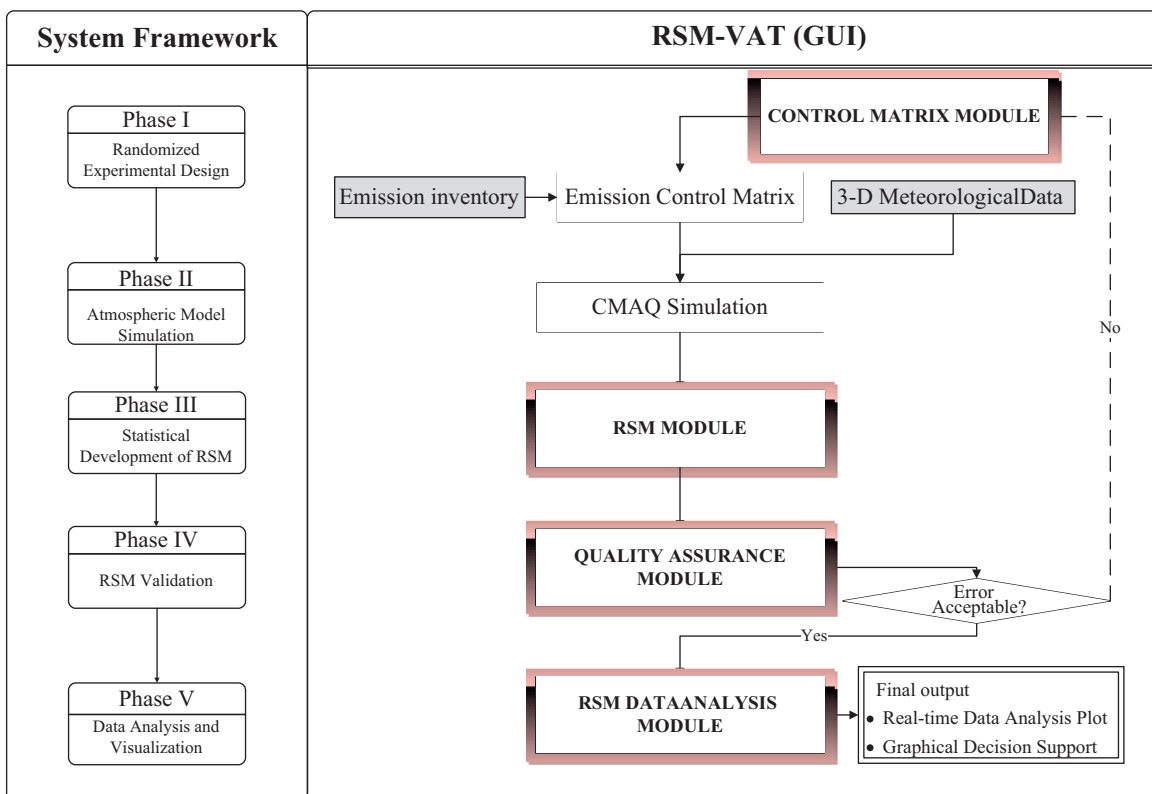 System Framework
RSM-VAT (GUI)
Phase I
Randomized
Experimental Design
Phase II
Atmospheric Model
Simulation
Phase III
Statistical
Development of RSM
Phase IV
RSM Validation
Phase V
Data Analysis and
Visualization
CONTROL MATRIX MODULE
Emission inventory
Emission Control Matrix
3-D MeteorologicalData
CMAQ Simulation
No
RSM MODULE
QUALITY ASSURANCE
MODULE
Error
Acceptable?
Yes
RSM DATAANALYSIS
MODULE
Final output
• Real-time Data Analysis Plot
• Graphical Decision Support